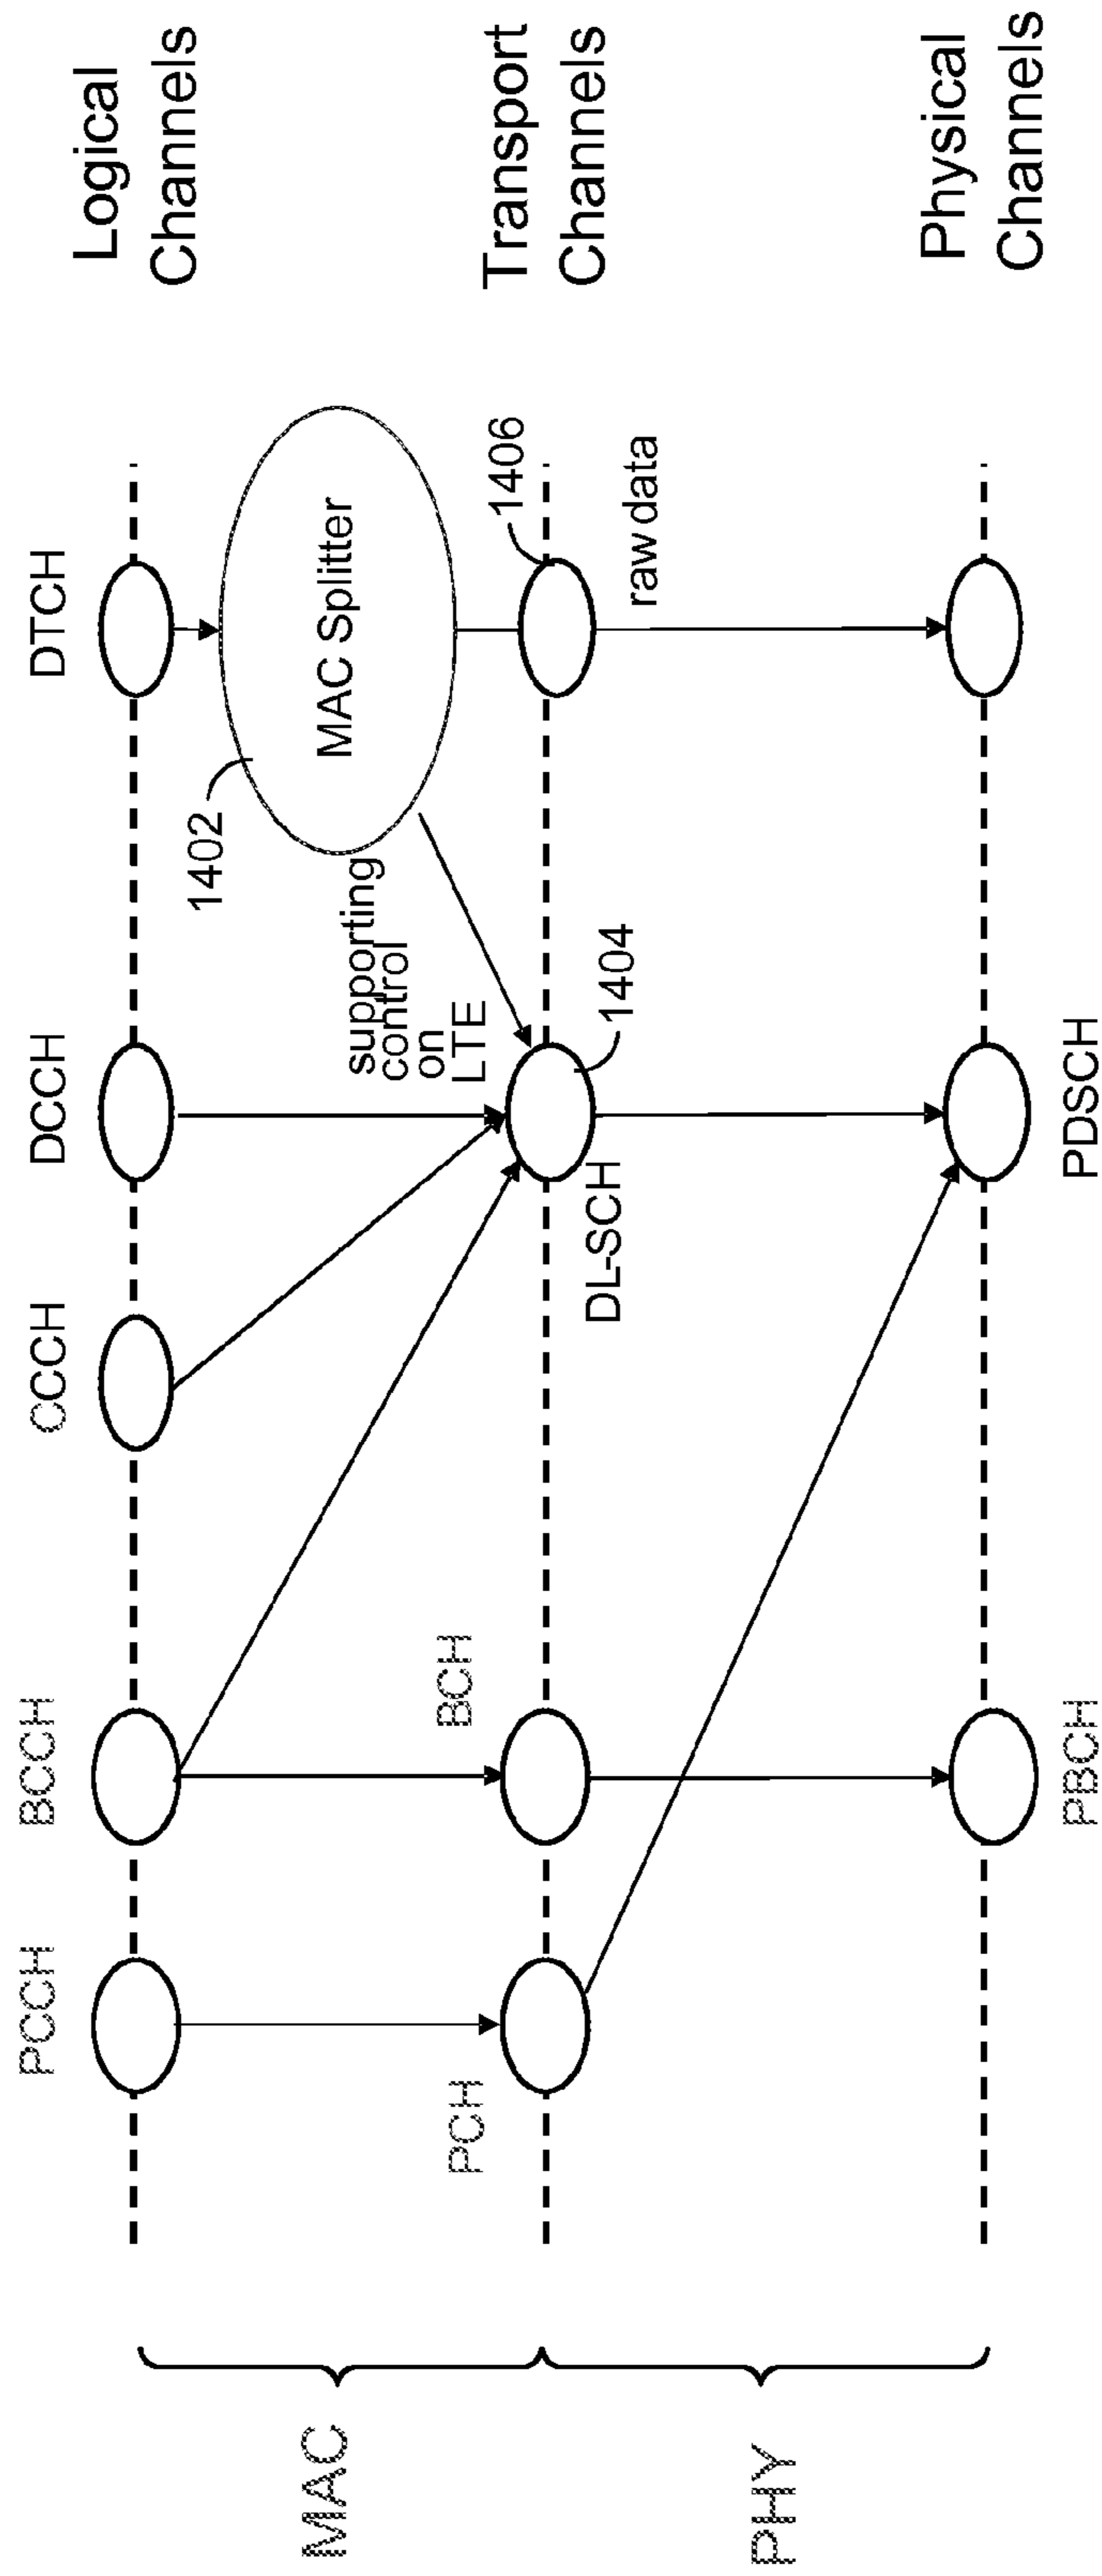 PCCH
BCCH
CCCH
DCCH
DTCH
Logical
Channels
MAC
1402
MAC Splitter
supporting
control
on
LTE
PCH
BCH
DL-SCH
1404
1406
Transport
Channels
raw data
PHY
PBCH
PDSCH
Physical
Channels